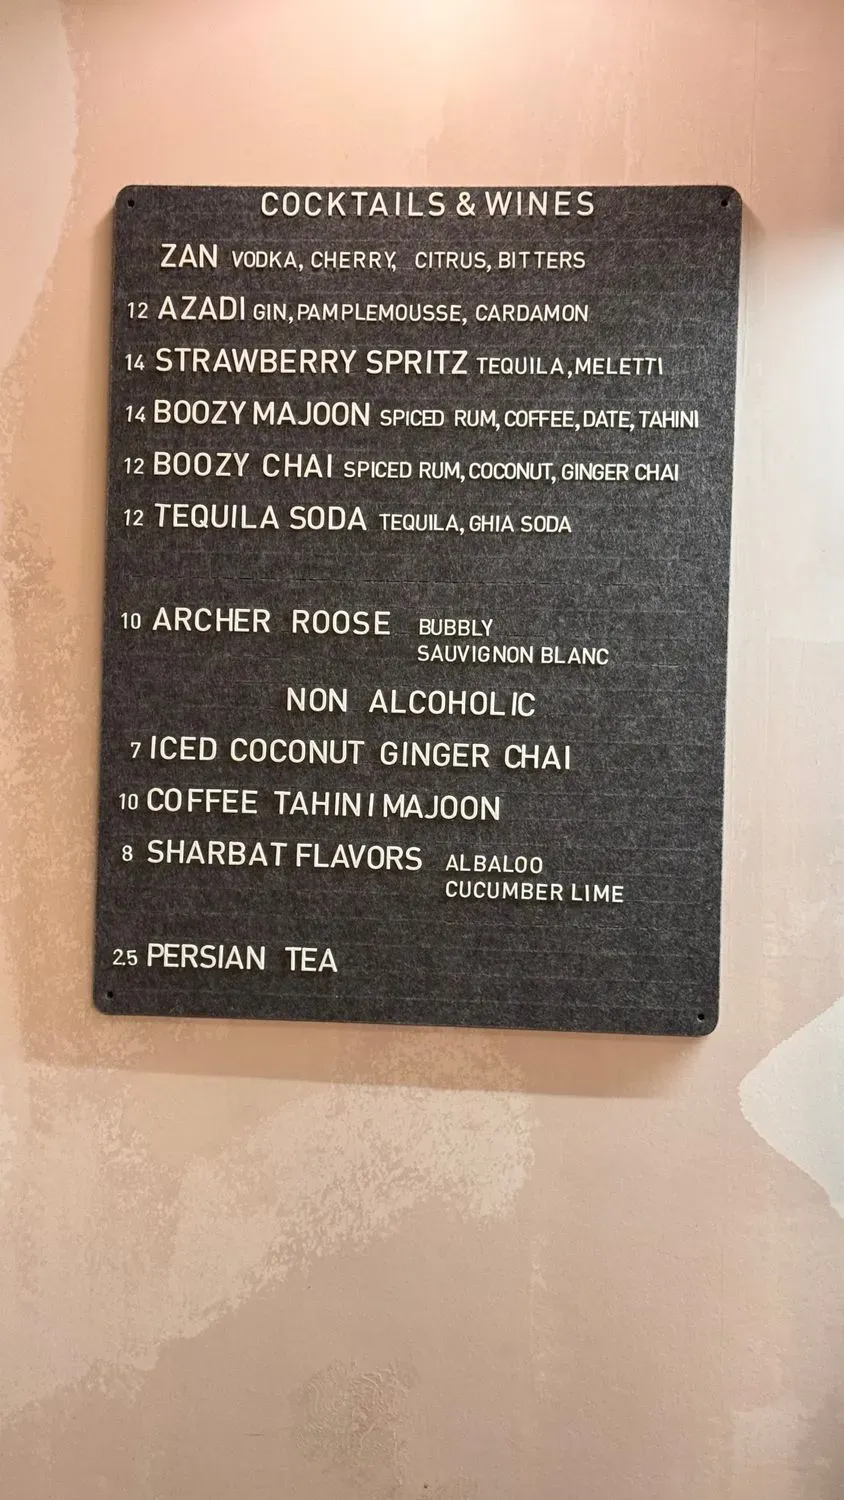 COCKTAILS & WINES
ZAN VODKA, CHERRY, CITRUS, BITTERS
12 AZADI GIN, PAMPLEMOUSSE, CARDAMON
14 STRAWBERRY SPRITZ TEQUILA, MELETTI
14 BOOZY MAJOON SPICED RUM, COFFEE, DATE, TAHINI
12 BOOZY CHAI SPICED RUM, COCONUT, GINGER CHAI
12 TEQUILA SODA TEQUILA, GHIA SODA
10 ARCHER ROOSE BUBBLY
SAUVIGNON BLANC
NON ALCOHOLIC
7 ICED COCONUT GINGER CHAI
10 COFFEE TAHINI MAJOON
8 SHARBAT FLAVORS ALBALOO
CUCUMBER LIME
2.5 PERSIAN TEA